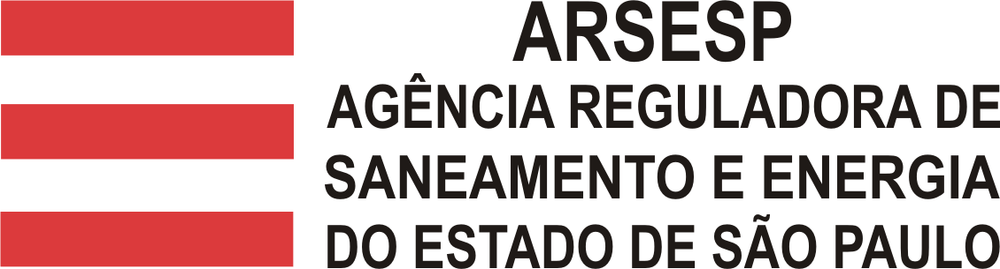 ARSESP
AGÊNCIA REGULADORA DE
SANEAMENTO E ENERGIA
DO ESTADO DE SÃO PAULO